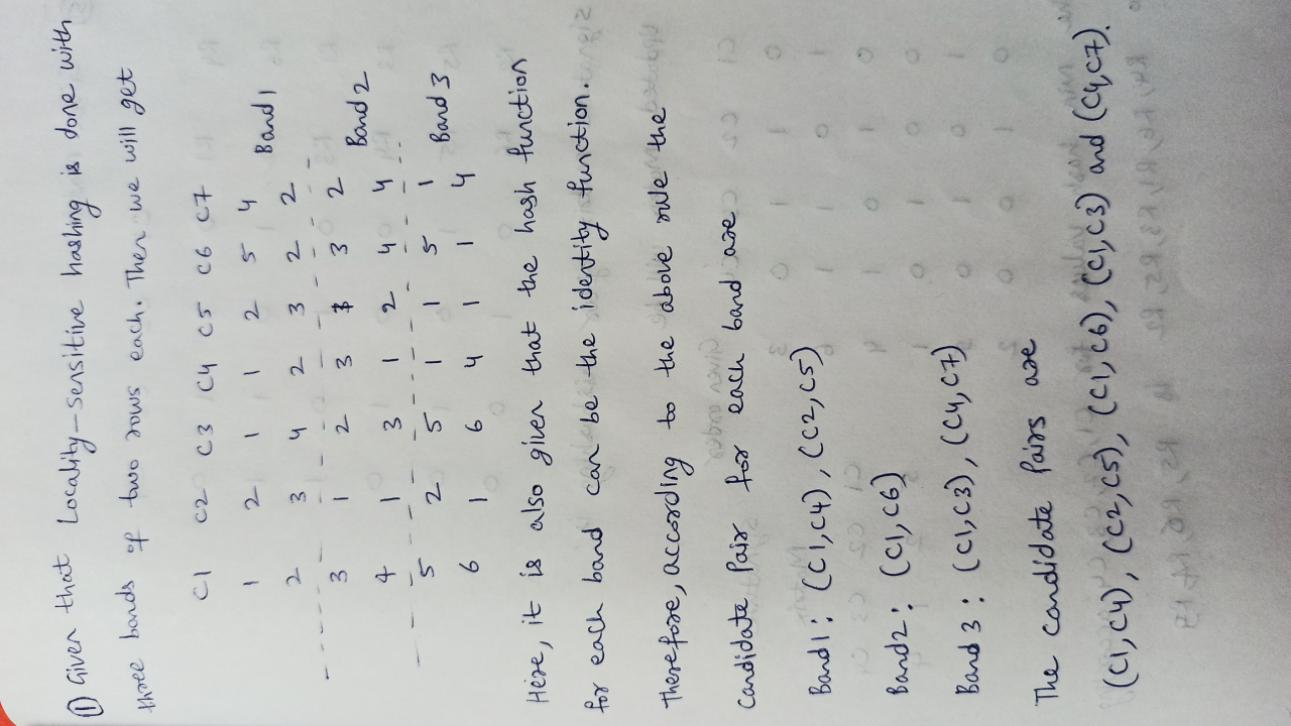 ① Given that Locality-sensitive hashing is done with
three bands of two rows each. Then we will get
C1 C2 C3 C4 C5 C6 C7
1 2 1 1 2 5 4 Band 1
2 3 4 2 3 2 2
3 1 2 3 3 2 Band 2
4 1 3 1 2 4 4
5 2 5 1 1 5 1 Band 3
6 1 6 4 1 1 4
Here, it is also given that the hash function
for each band can be the identity function.
Therefore, according to the above rule the
Candidate Pair for each band are
Band 1: (C1,C4), (C2,C5)
Band 2: (C1,C6)
Band 3: (C1,C3), (C4,C7)
The candidate Pairs are
(C1,C4), (C2,C5), (C1,C6), (C1,C3) and (C4,C7).